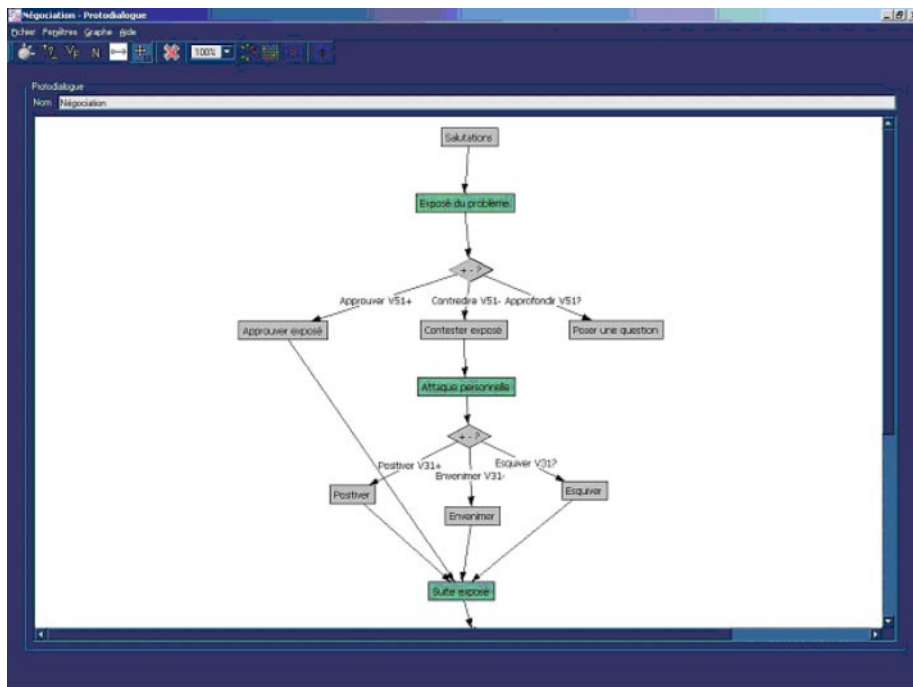 Négociation - Protodialogue
Fichier Fenêtres Graphe Aide
100%
Protodialogue
Nom Négociation
Salutations
Exposé du problème
+ - ?
Approuver V51+ Contredire V51- Approfondir V51?
Approuver exposé Contester exposé Poser une question
Attaque personnelle
+ - ?
Positiver V31+ Envenimer V31- Esquiver V31?
Positiver Envenimer Esquiver
Suite exposé